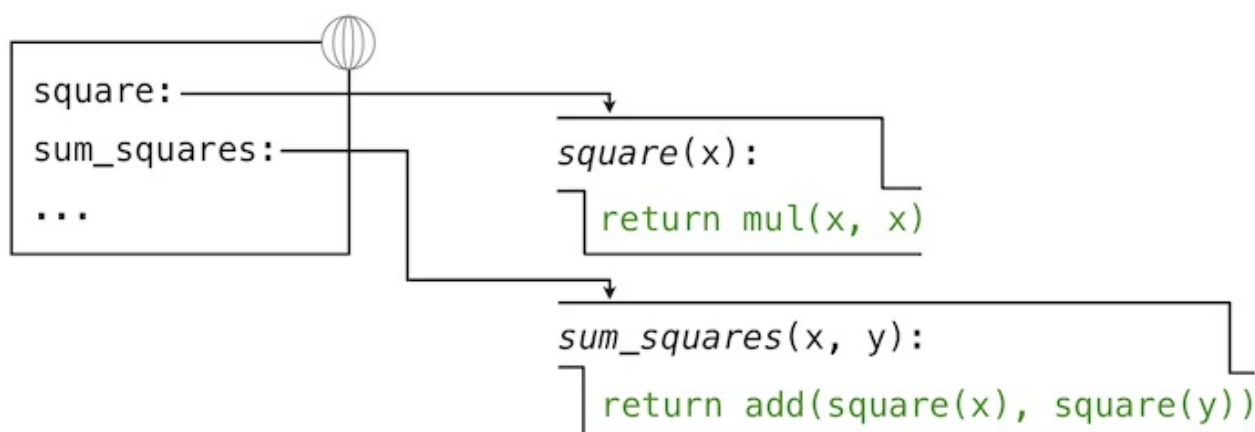 square:
sum_squares:
...
square(x):
return mul(x, x)
sum_squares(x, y):
return add(square(x), square(y))